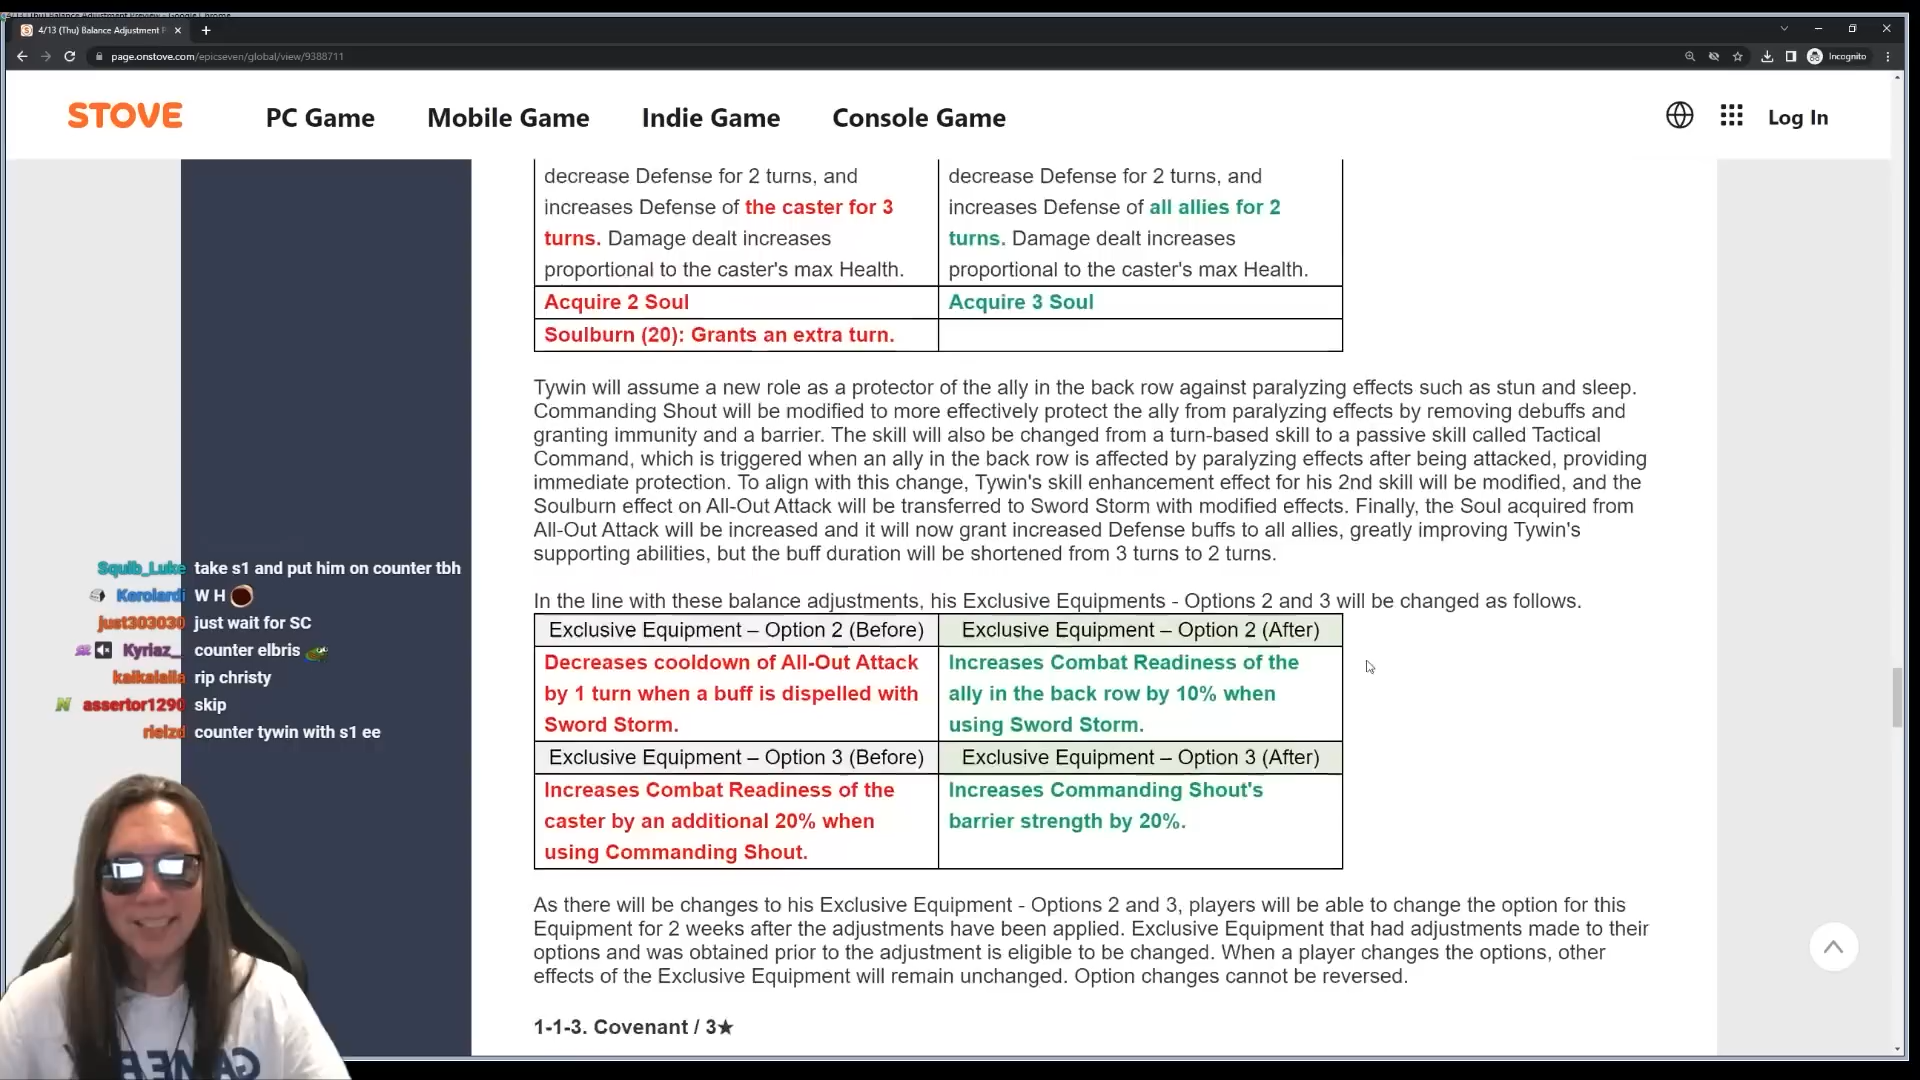 4/13 (Thu) Balance Adjustment Preview - Google Chrome
4/13 (Thu) Balance Adjustment P
page.onstove.com/epicseven/global/view/9388711
Incognito
STOVE
PC Game
Mobile Game
Indie Game
Console Game
Log In
decrease Defense for 2 turns, and
increases Defense of the caster for 3
turns. Damage dealt increases
proportional to the caster's max Health.
decrease Defense for 2 turns, and
increases Defense of all allies for 2
turns. Damage dealt increases
proportional to the caster's max Health.
Acquire 2 Soul
Acquire 3 Soul
Soulburn (20): Grants an extra turn.
Tywin will assume a new role as a protector of the ally in the back row against paralyzing effects such as stun and sleep.
Commanding Shout will be modified to more effectively protect the ally from paralyzing effects by removing debuffs and
granting immunity and a barrier. The skill will also be changed from a turn-based skill to a passive skill called Tactical
Command, which is triggered when an ally in the back row is affected by paralyzing effects after being attacked, providing
immediate protection. To align with this change, Tywin's skill enhancement effect for his 2nd skill will be modified, and the
Soulburn effect on All-Out Attack will be transferred to Sword Storm with modified effects. Finally, the Soul acquired from
All-Out Attack will be increased and it will now grant increased Defense buffs to all allies, greatly improving Tywin's
supporting abilities, but the buff duration will be shortened from 3 turns to 2 turns.
In the line with these balance adjustments, his Exclusive Equipments - Options 2 and 3 will be changed as follows.
Exclusive Equipment – Option 2 (Before)
Exclusive Equipment – Option 2 (After)
Decreases cooldown of All-Out Attack
by 1 turn when a buff is dispelled with
Sword Storm.
Increases Combat Readiness of the
ally in the back row by 10% when
using Sword Storm.
Exclusive Equipment – Option 3 (Before)
Exclusive Equipment – Option 3 (After)
Increases Combat Readiness of the
caster by an additional 20% when
using Commanding Shout.
Increases Commanding Shout's
barrier strength by 20%.
As there will be changes to his Exclusive Equipment - Options 2 and 3, players will be able to change the option for this
Equipment for 2 weeks after the adjustments have been applied. Exclusive Equipment that had adjustments made to their
options and was obtained prior to the adjustment is eligible to be changed. When a player changes the options, other
effects of the Exclusive Equipment will remain unchanged. Option changes cannot be reversed.
1-1-3. Covenant / 3★
Squib_Luke take s1 and put him on counter tbh
Kerolardi W H
just303030 just wait for SC
Kyriaz_ counter elbris
kaikalaila rip christy
assertor1290 skip
rielzd counter tywin with s1 ee